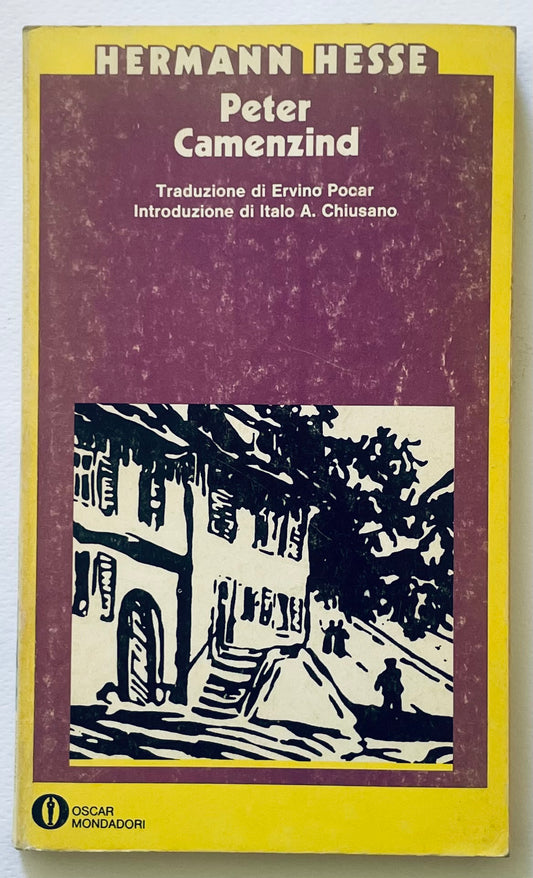 HERMANN HESSE
Peter
Camenzind
Traduzione di Ervino Pocar
Introduzione di Italo A. Chiusano
OSCAR
MONDADORI